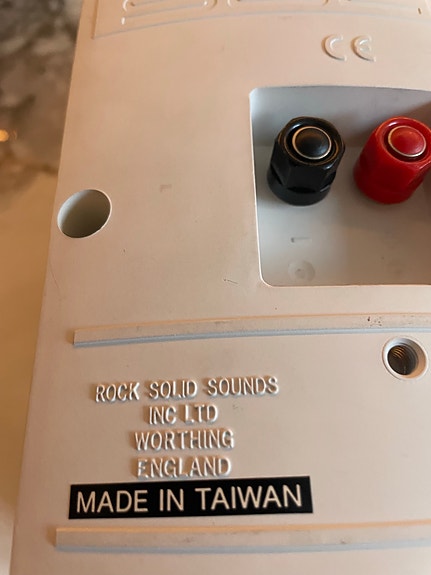 CE
ROCK SOLID SOUNDS
INC LTD
WORTHING
ENGLAND
MADE IN TAIWAN